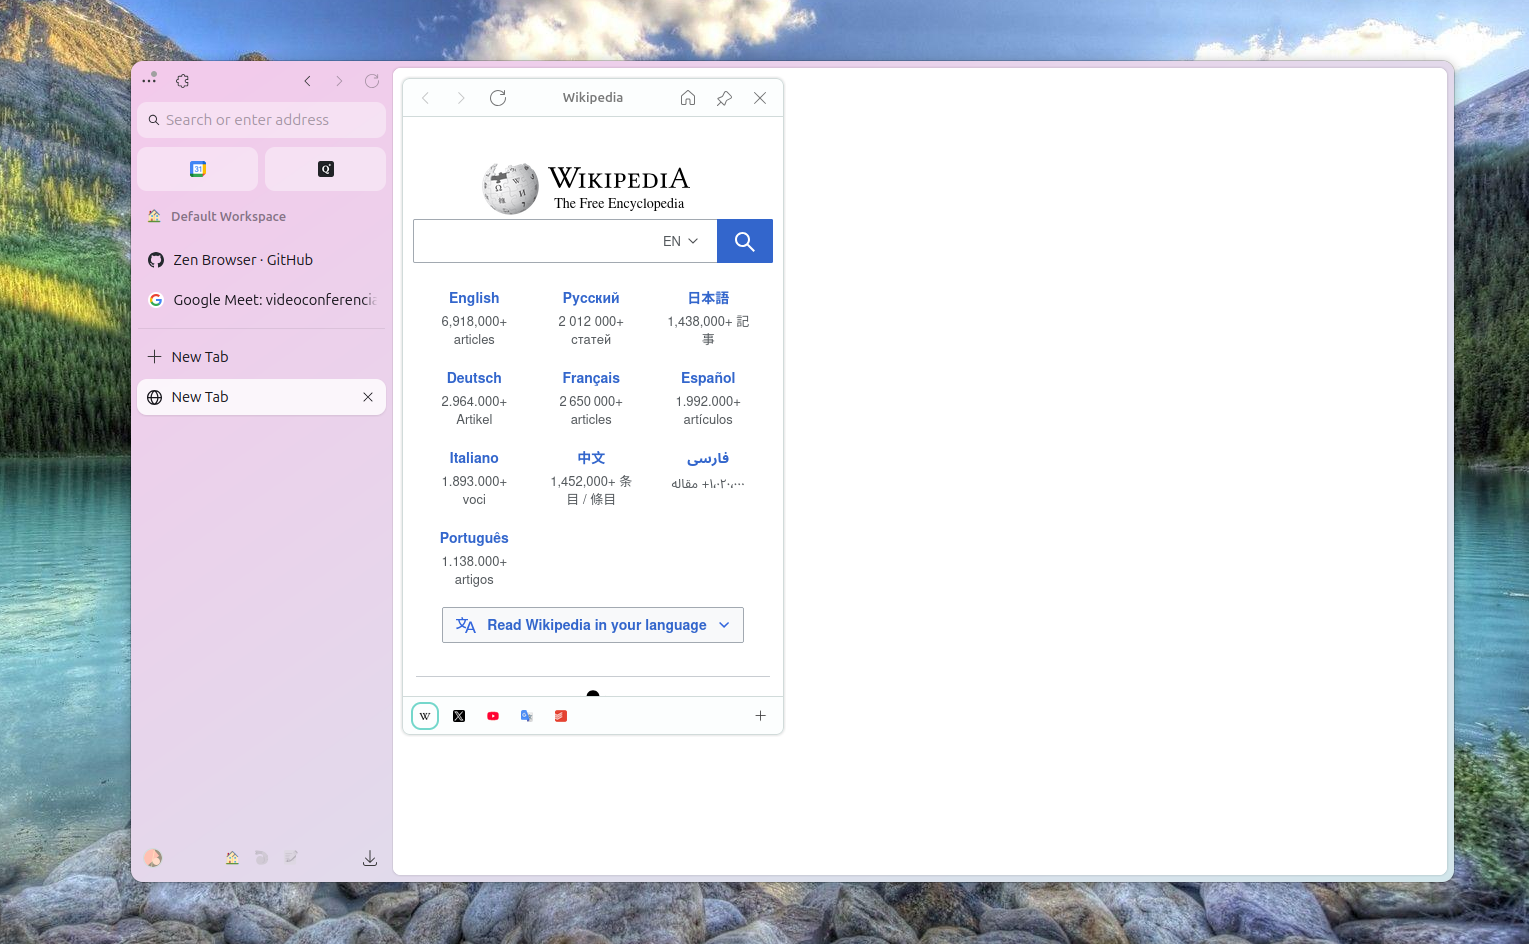 Search or enter address
31
Q
Default Workspace
Zen Browser · GitHub
Google Meet: videoconferencia
New Tab
New Tab
Wikipedia
WIKIPEDIA
The Free Encyclopedia
EN
English
6,918,000+
articles
Русский
2 012 000+
статей
日本語
1,438,000+ 記
事
Deutsch
2.964.000+
Artikel
Français
2 650 000+
articles
Español
1.992.000+
artículos
Italiano
1.893.000+
voci
中文
1,452,000+ 条
目 / 條目
فارسی
۱٬۰۲۰٬۰۰۰+ مقاله
Português
1.138.000+
artigos
Read Wikipedia in your language
W